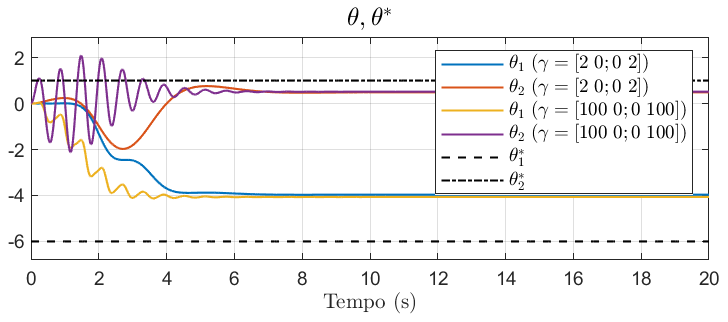 θ, θ*
2
0
-2
-4
-6
θ₁ (γ = [2 0; 0 2])
θ₂ (γ = [2 0; 0 2])
θ₁ (γ = [100 0; 0 100])
θ₂ (γ = [100 0; 0 100])
θ₁*
θ₂*
0 2 4 6 8 10 12 14 16 18 20
Tempo (s)